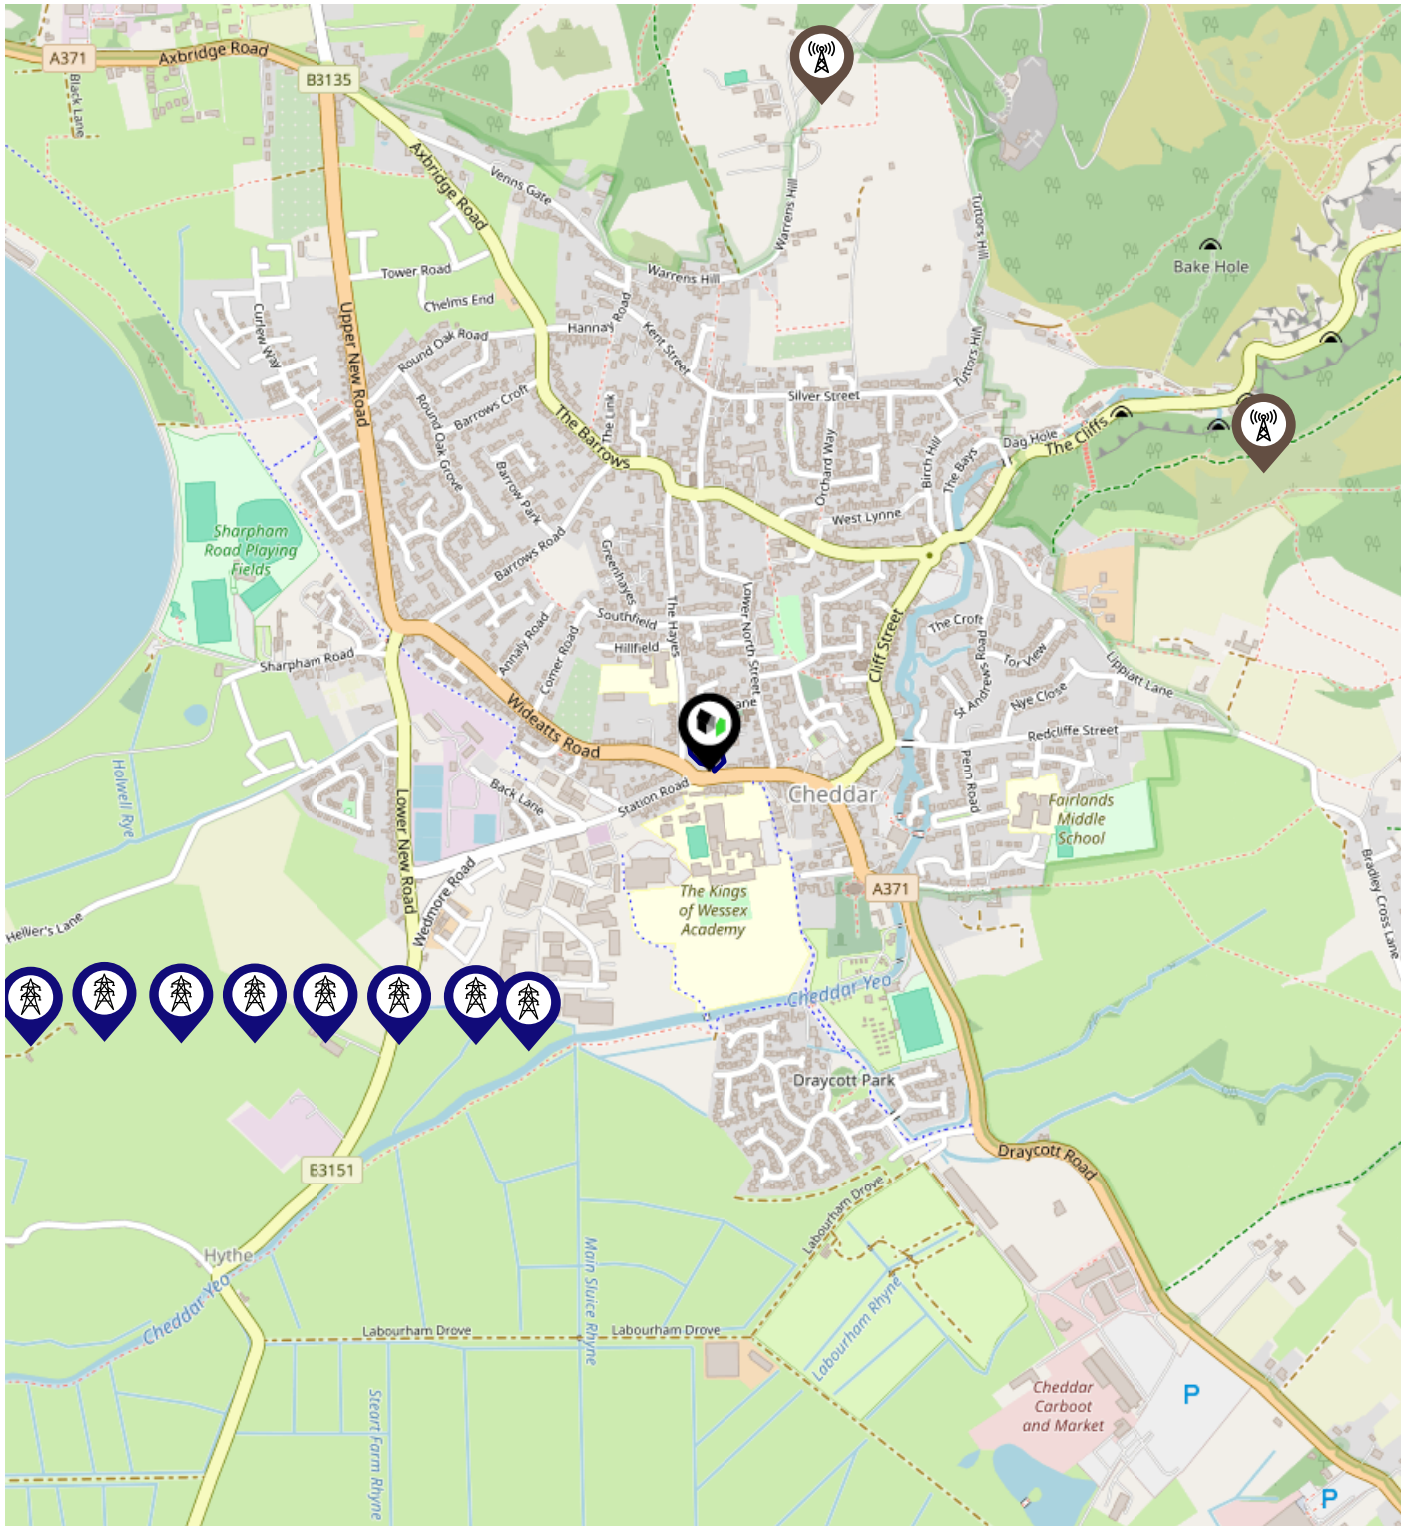 A371
Axbridge Road
B3135
Black Lane
Axbridge Road
Venns Gate
Warrens Hill
Tuttors Hill
Bake Hole
Warrens Hill
Tower Road
Chelms End
Curlew Way
Upper New Road
Round Oak Road
Hannay Road
Kent Street
Tuttors Hill
Silver Street
Barrows Croft
Round Oak Grove
The Link
The Barrows
Orchard Way
Birch Hill
The Bays
Dag Hole
The Cliffs
Barrow Park
West Lynne
Sharpham
Road Playing
Fields
Barrows Road
Greenhayes
The Hayes
Lower North Street
Southfield
Hillfield
Annaly Road
Comer Road
Cliff Street
The Croft
St Andrews Road
Tor View
Nye Close
Lippiatt Lane
Sharpham Road
Wideatts Road
Redcliffe Street
Holwell Rye
Lower New Road
Back Lane
Station Road
Cheddar
Penn Road
Fairlands
Middle
School
Bradley Cross Lane
Wedmore Road
A371
The Kings
of Wessex
Academy
Hellier's Lane
Cheddar Yeo
Draycott Park
Draycott Road
E3151
Labourham Drove
Hythe
Cheddar Yeo
Main Sluice Rhyne
Labourham Drove
Labourham Drove
Labourham Rhyne
Steart Farm Rhyne
Cheddar
Carboot
and Market
P
P